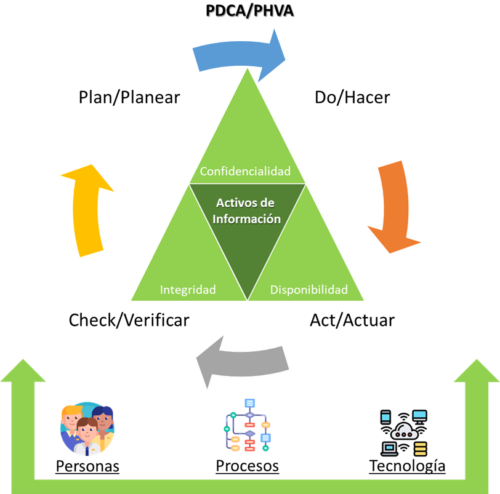 PDCA/PHVA
Plan/Planear
Do/Hacer
Confidencialidad
Activos de
Información
Integridad
Disponibilidad
Check/Verificar
Act/Actuar
Personas
Procesos
Tecnología